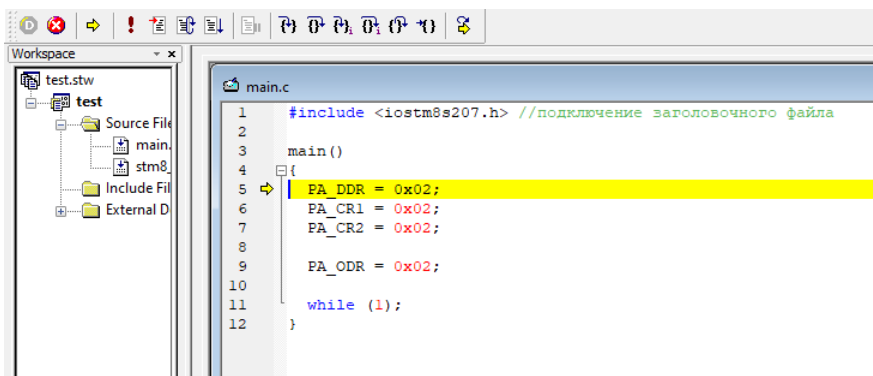 Workspace
test.stw
test
Source File
main.
stm8_
Include Fil
External D
main.c
1 #include <iostm8s207.h> //подключение заголовочного файла
2
3 main()
4 {
5 PA_DDR = 0x02;
6 PA_CR1 = 0x02;
7 PA_CR2 = 0x02;
8
9 PA_ODR = 0x02;
10
11 while (1);
12 }